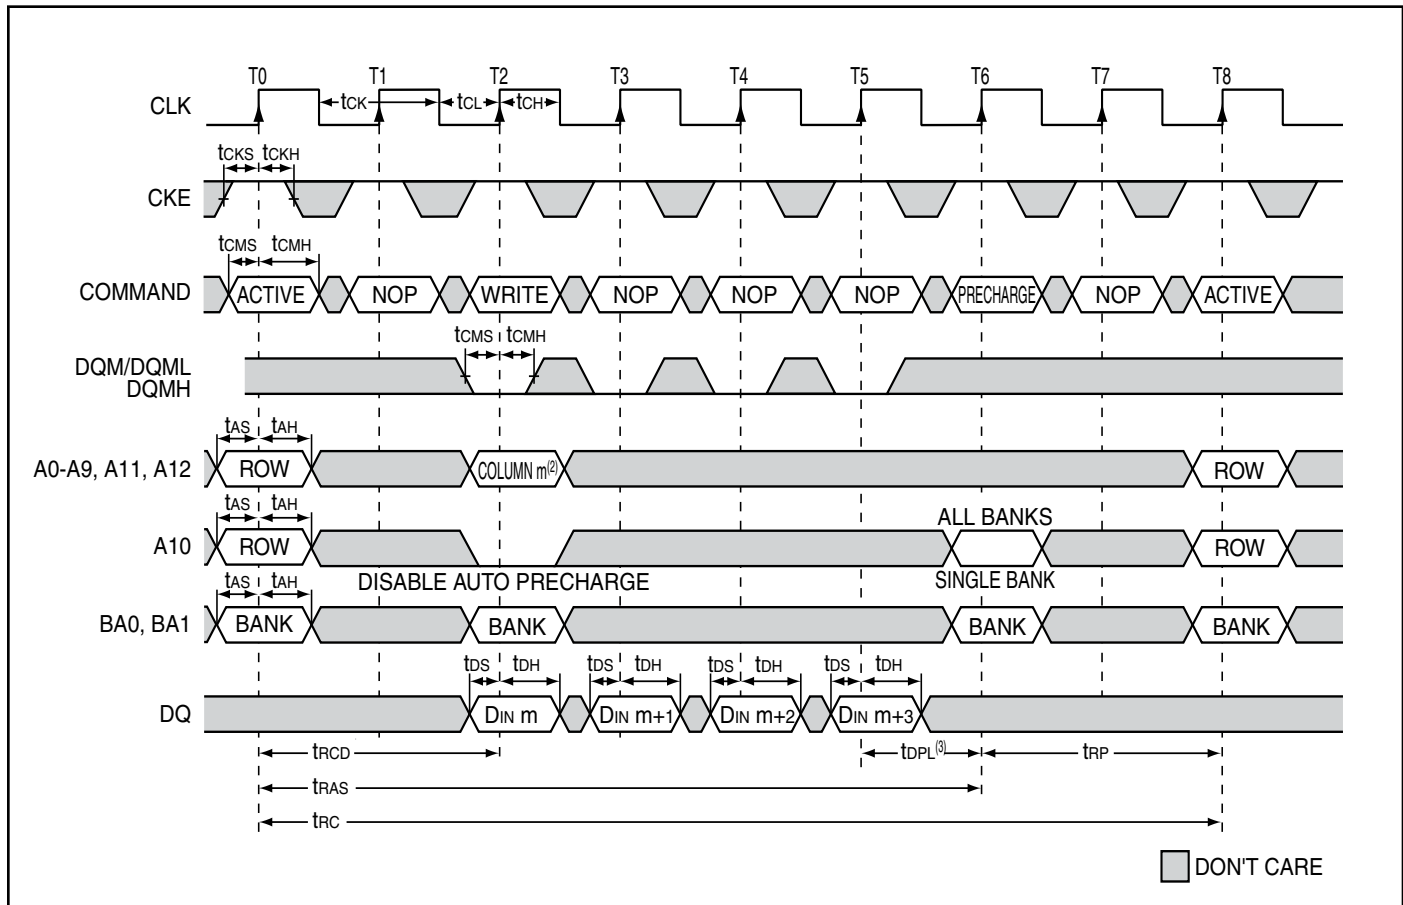 T0 T1 T2 T3 T4 T5 T6 T7 T8
CLK tCK tCL tCH
tCKS tCKH
CKE
tCMS tCMH
COMMAND ACTIVE NOP WRITE NOP NOP NOP PRECHARGE NOP ACTIVE
tCMS tCMH
DQM/DQML
DQMH
tAS tAH
A0-A9, A11, A12 ROW COLUMN m(2) ROW
tAS tAH
ALL BANKS
A10 ROW ROW
DISABLE AUTO PRECHARGE SINGLE BANK
tAS tAH
BA0, BA1 BANK BANK BANK BANK
tDS tDH tDS tDH tDS tDH tDS tDH
DQ DIN m DIN m+1 DIN m+2 DIN m+3
tRCD tDPL(3) tRP
tRAS
tRC
DON'T CARE